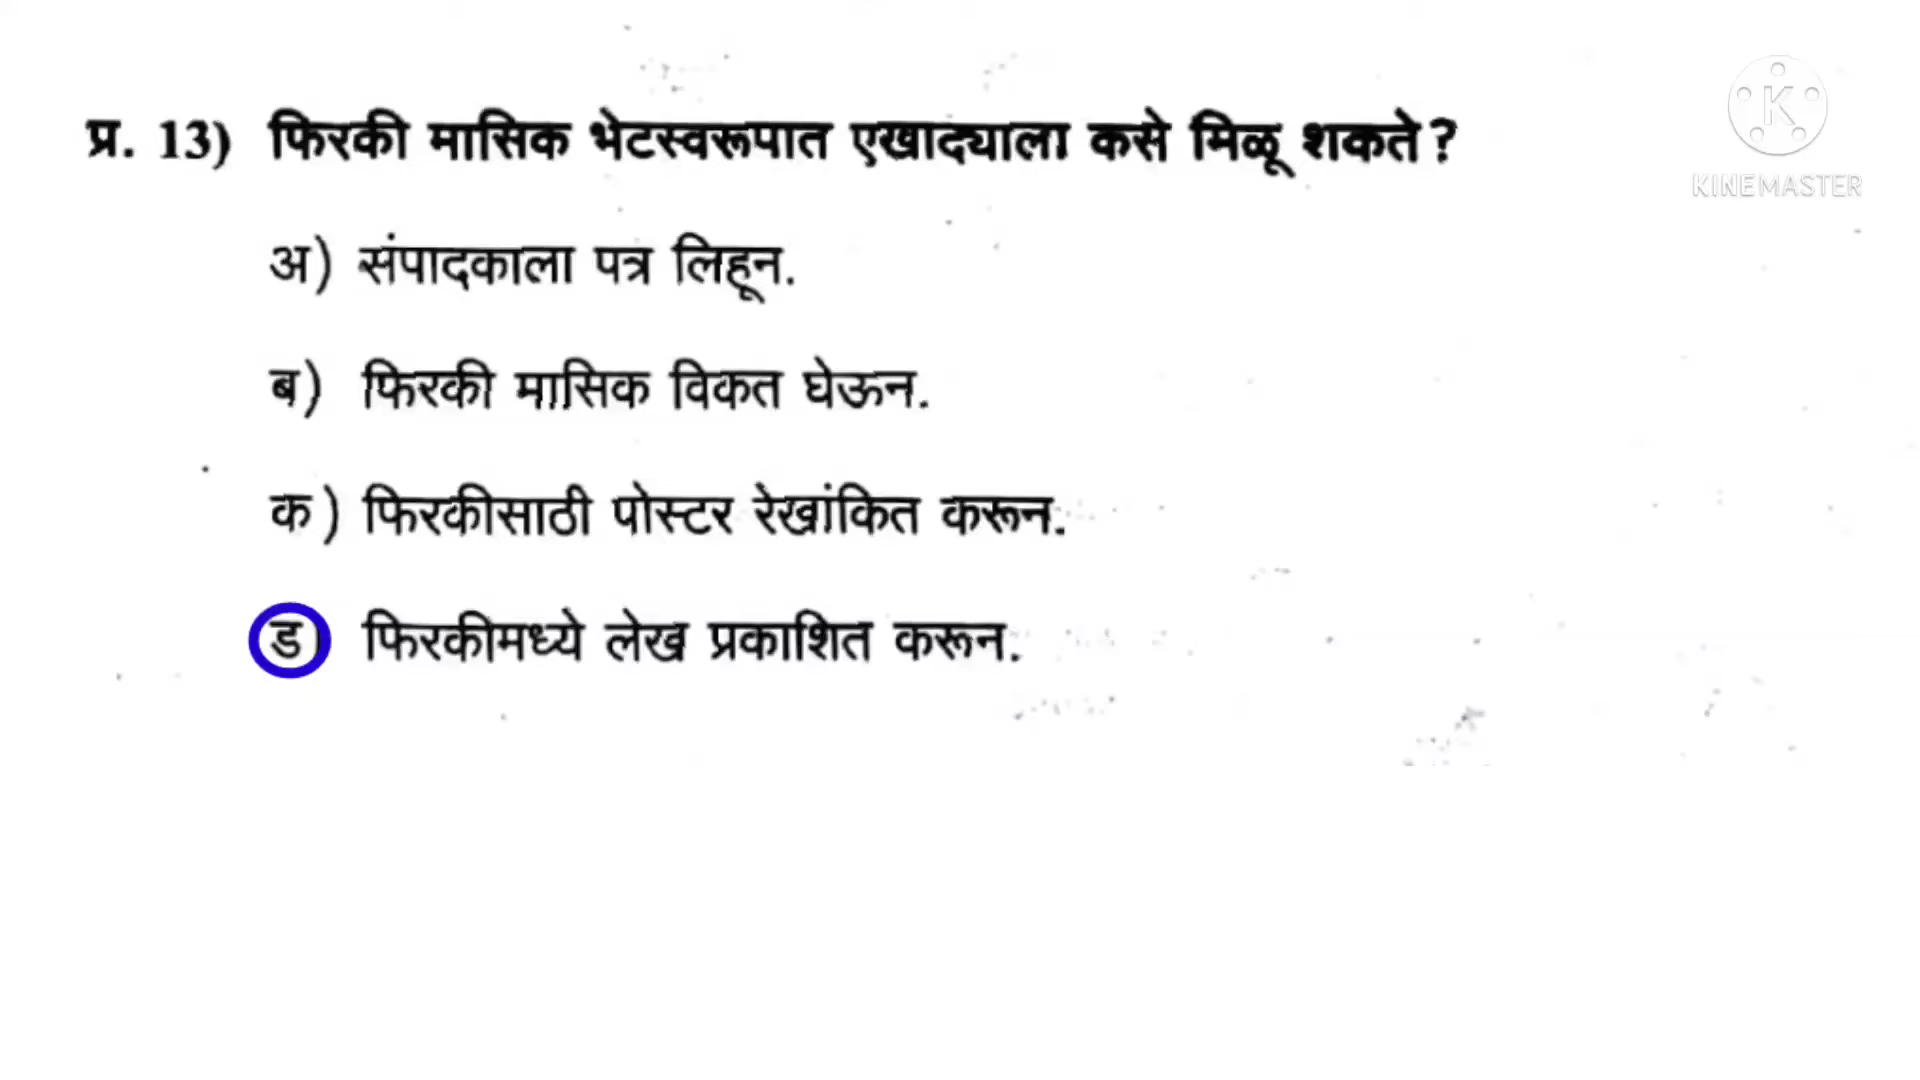 प्र. 13) फिरकी मासिक भेटस्वरूपात एखाद्याला कसे मिळू शकते?
K
KINEMASTER
अ) संपादकाला पत्र लिहून.
ब) फिरकी मासिक विकत घेऊन.
क) फिरकीसाठी पोस्टर रेखांकित करून.
ड) फिरकीमध्ये लेख प्रकाशित करून.